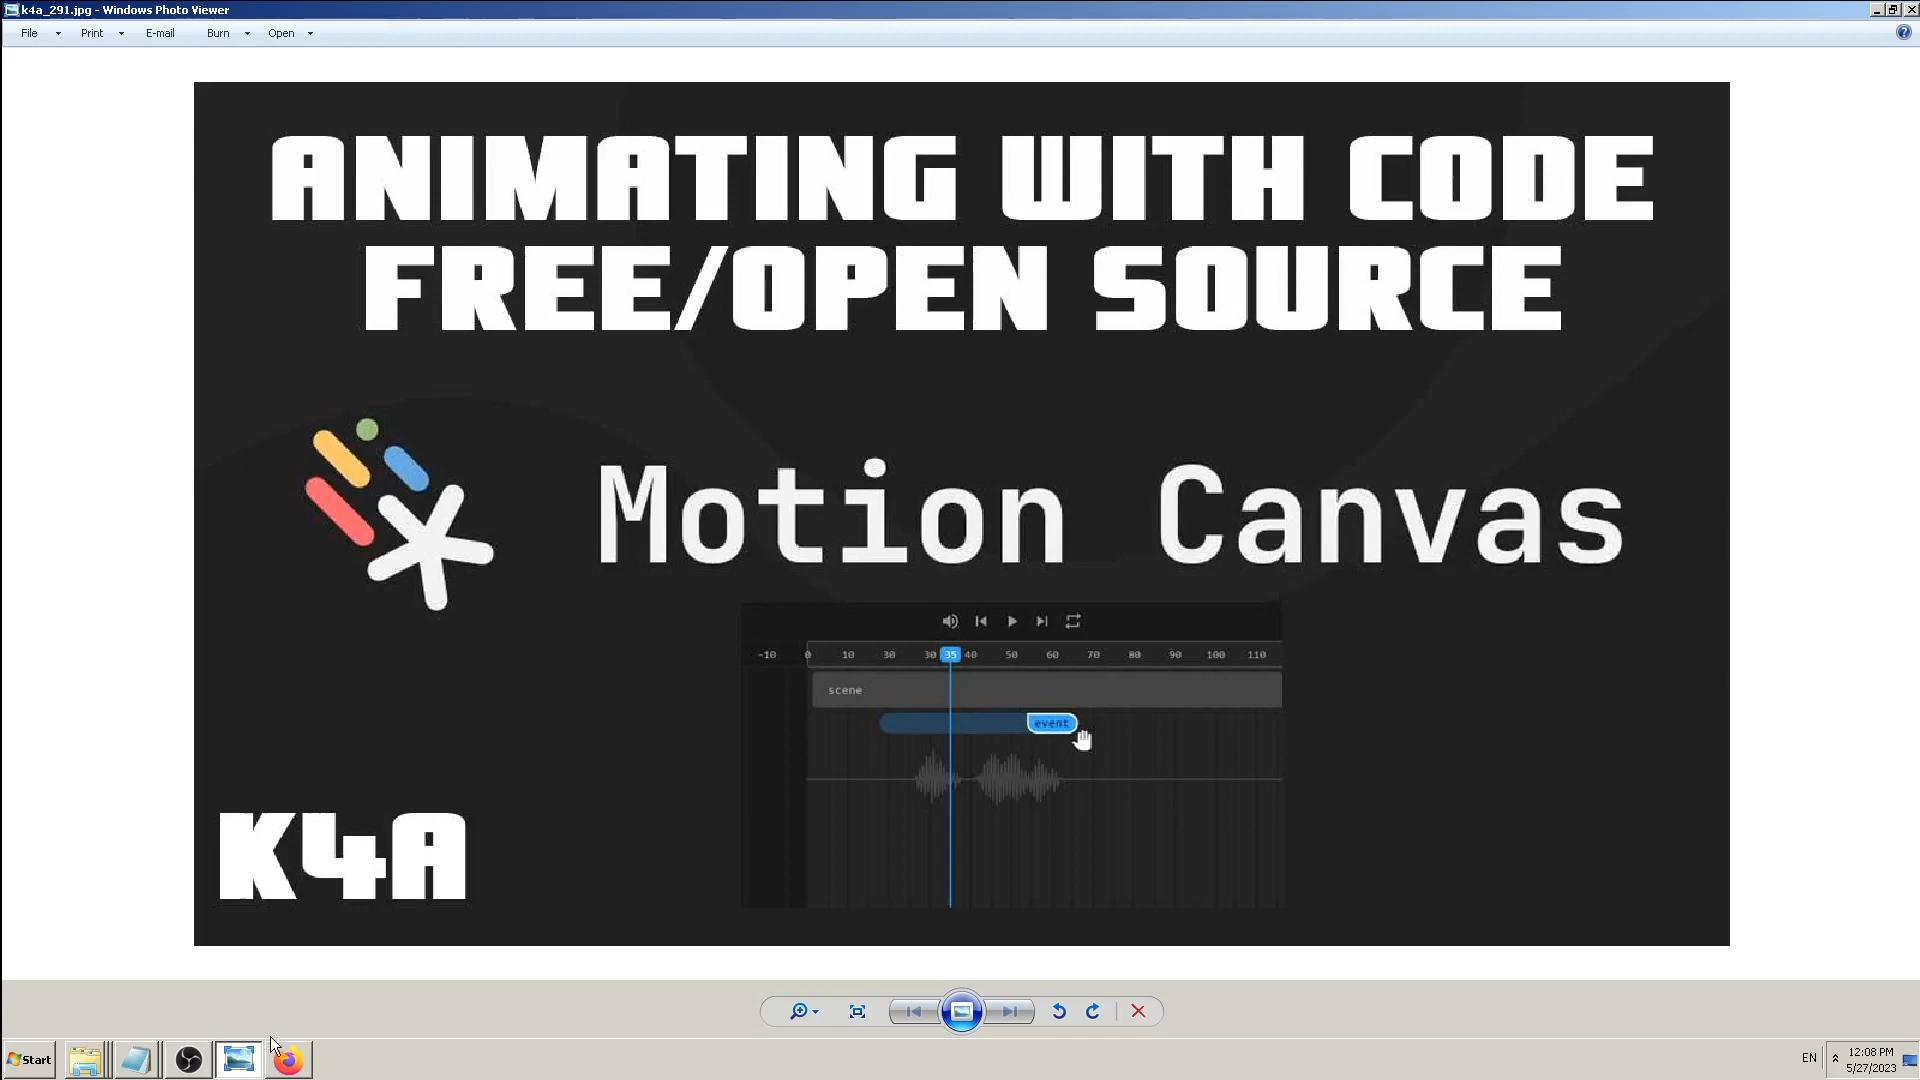 k4a_291.jpg - Windows Photo Viewer
File Print E-mail Burn Open
ANIMATING WITH CODE
FREE/OPEN SOURCE
Motion Canvas
-10 0 10 30 30 35 40 50 60 70 80 90 100 110
scene
event
K4A
Start
EN
12:08 PM
5/27/2023